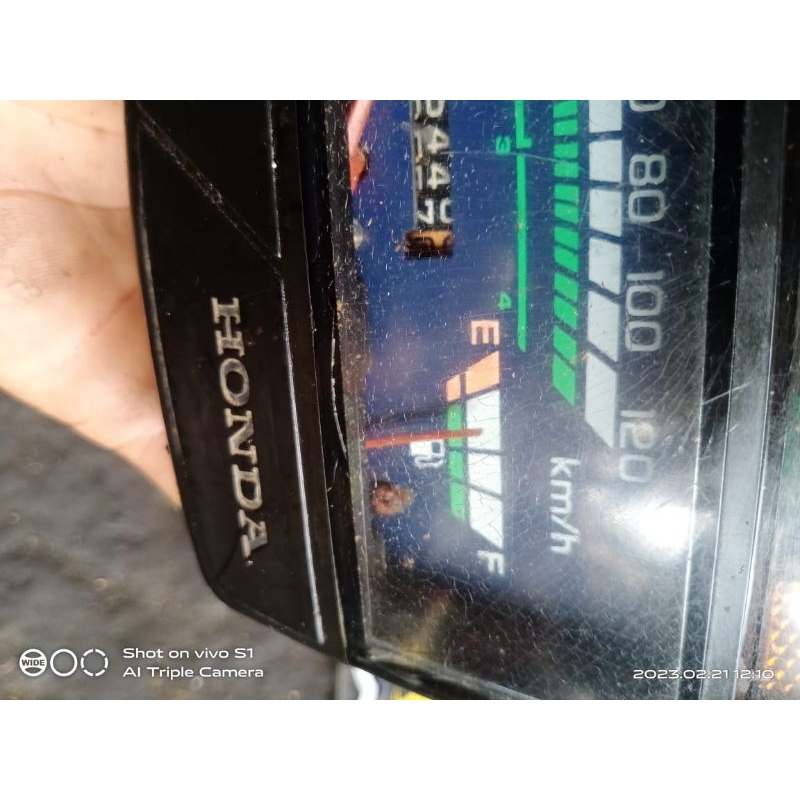 HONDA
3
4
80
100
120
km/h
E
F
WIDE
Shot on vivo S1
AI Triple Camera
2023.02.21 12:10